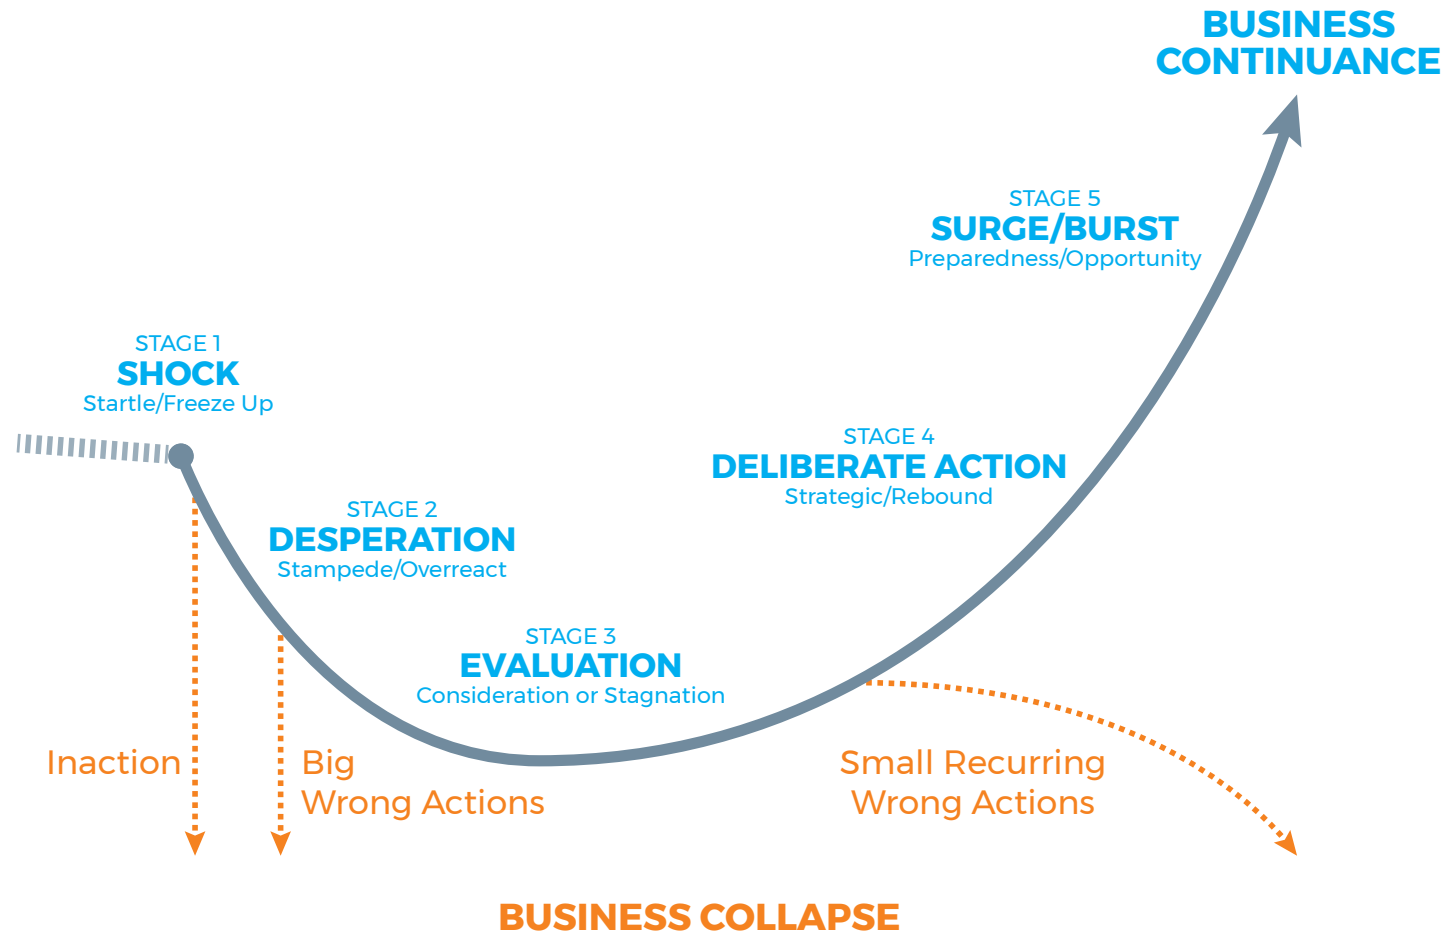 BUSINESS
CONTINUANCE
STAGE 5
SURGE/BURST
Preparedness/Opportunity
STAGE 1
SHOCK
Startle/Freeze Up
STAGE 4
DELIBERATE ACTION
Strategic/Rebound
STAGE 2
DESPERATION
Stampede/Overreact
STAGE 3
EVALUATION
Consideration or Stagnation
Inaction
Big
Wrong Actions
Small Recurring
Wrong Actions
BUSINESS COLLAPSE